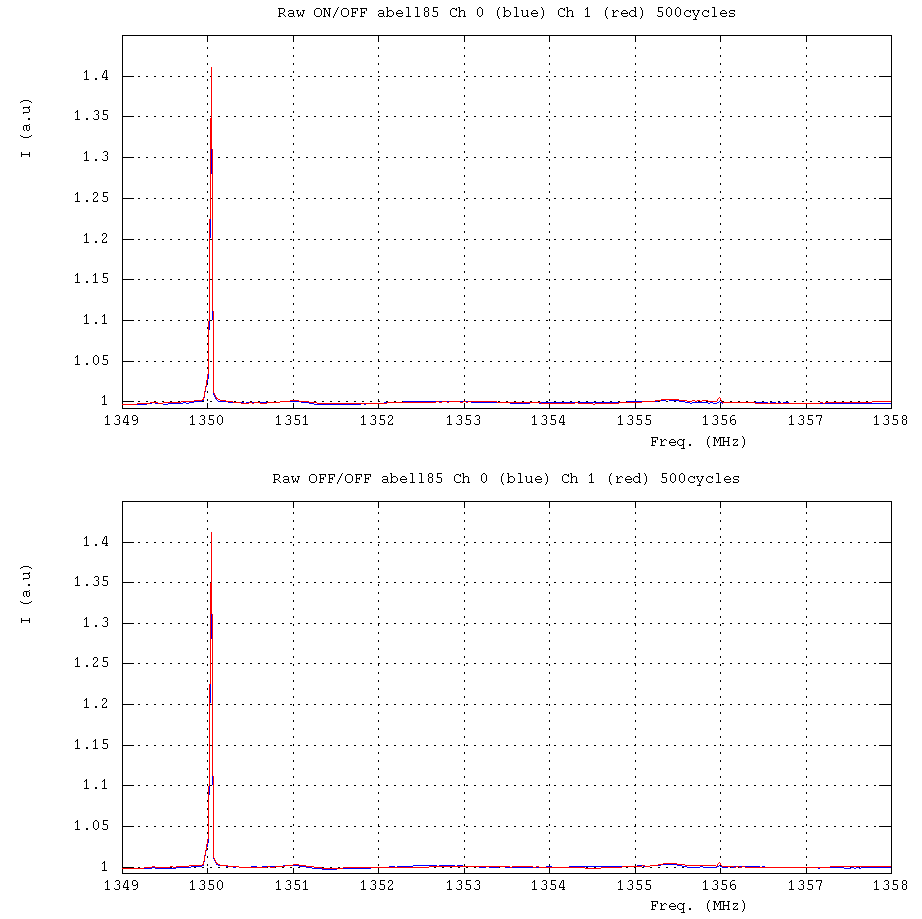 Raw ON/OFF abell85 Ch 0 (blue) Ch 1 (red) 500cycles
I (a.u)
1.4
1.35
1.3
1.25
1.2
1.15
1.1
1.05
1
1349 1350 1351 1352 1353 1354 1355 1356 1357 1358
Freq. (MHz)
Raw OFF/OFF abell85 Ch 0 (blue) Ch 1 (red) 500cycles
I (a.u)
1.4
1.35
1.3
1.25
1.2
1.15
1.1
1.05
1
1349 1350 1351 1352 1353 1354 1355 1356 1357 1358
Freq. (MHz)